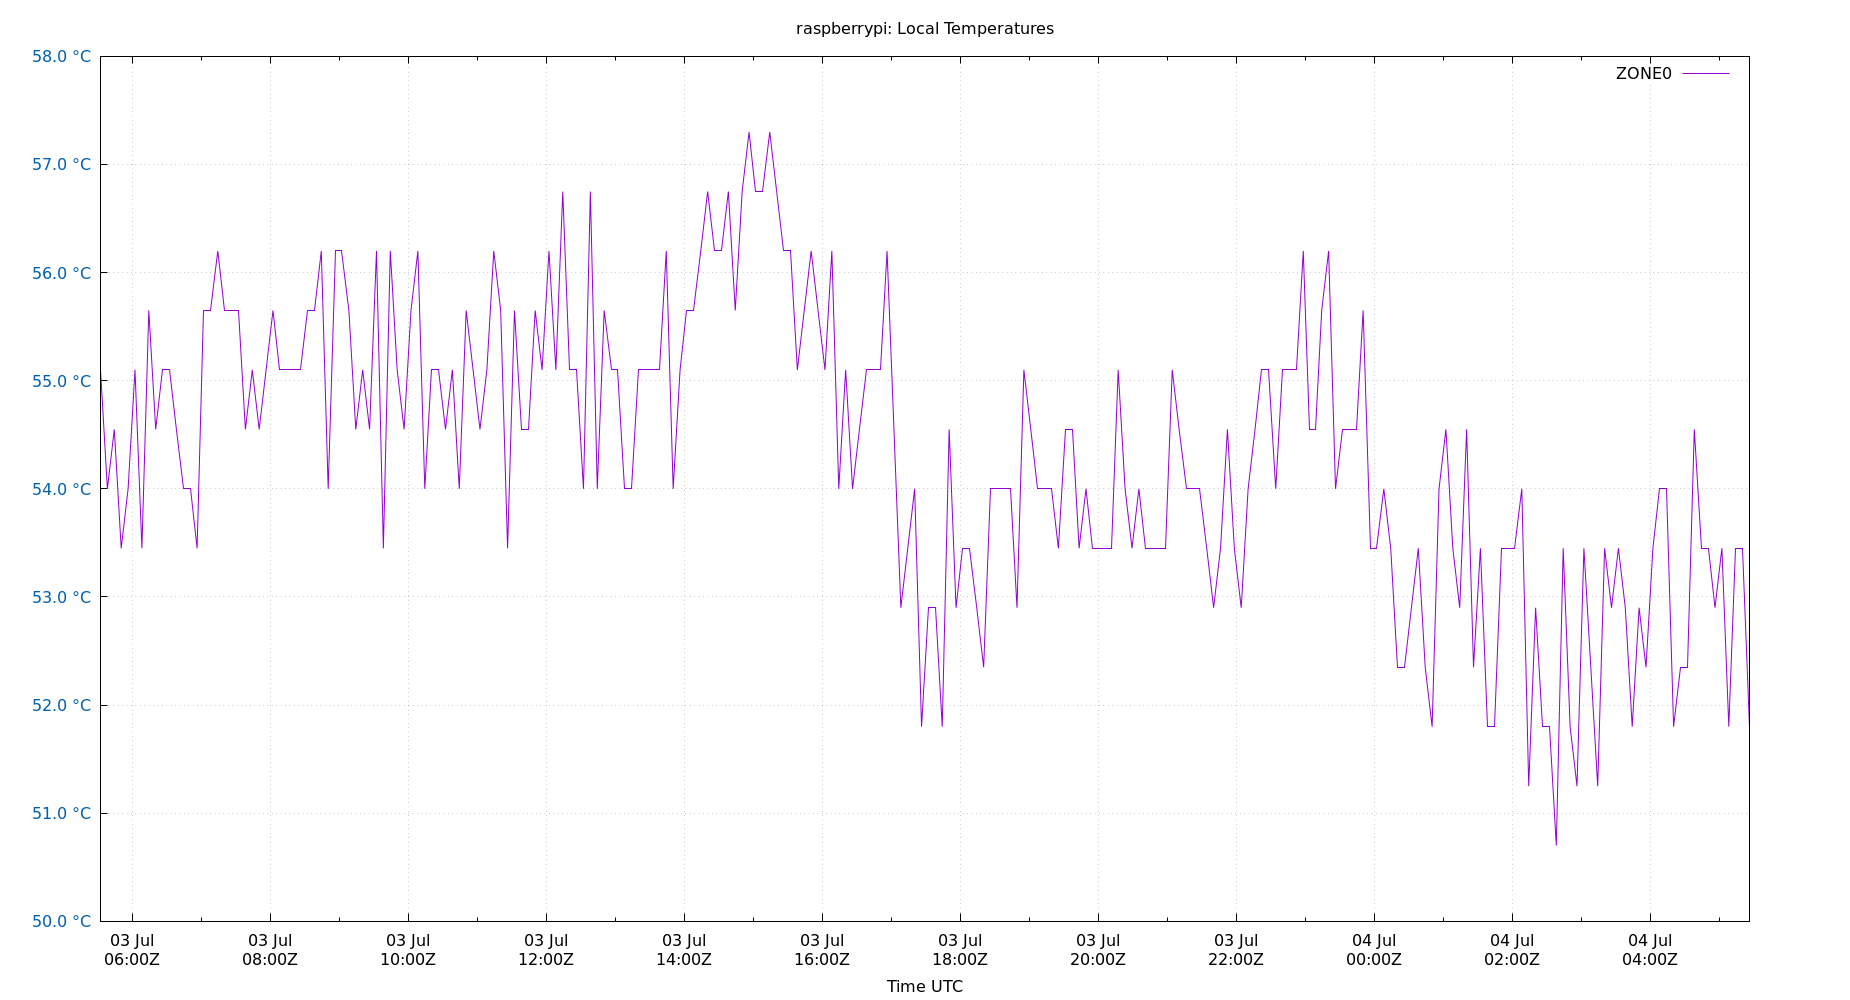 raspberrypi: Local Temperatures
58.0 °C
57.0 °C
56.0 °C
55.0 °C
54.0 °C
53.0 °C
52.0 °C
51.0 °C
50.0 °C
ZONE0
03 Jul
06:00Z
03 Jul
08:00Z
03 Jul
10:00Z
03 Jul
12:00Z
03 Jul
14:00Z
03 Jul
16:00Z
03 Jul
18:00Z
03 Jul
20:00Z
03 Jul
22:00Z
04 Jul
00:00Z
04 Jul
02:00Z
04 Jul
04:00Z
Time UTC